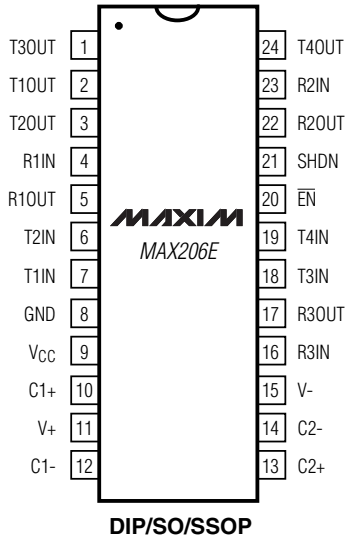 T3OUT 1 24 T4OUT
T1OUT 2 23 R2IN
T2OUT 3 22 R2OUT
R1IN 4 21 SHDN
R1OUT 5 20 E̅N̅
MAXIM
MAX206E
T2IN 6 19 T4IN
T1IN 7 18 T3IN
GND 8 17 R3OUT
VCC 9 16 R3IN
C1+ 10 15 V-
V+ 11 14 C2-
C1- 12 13 C2+
DIP/SO/SSOP